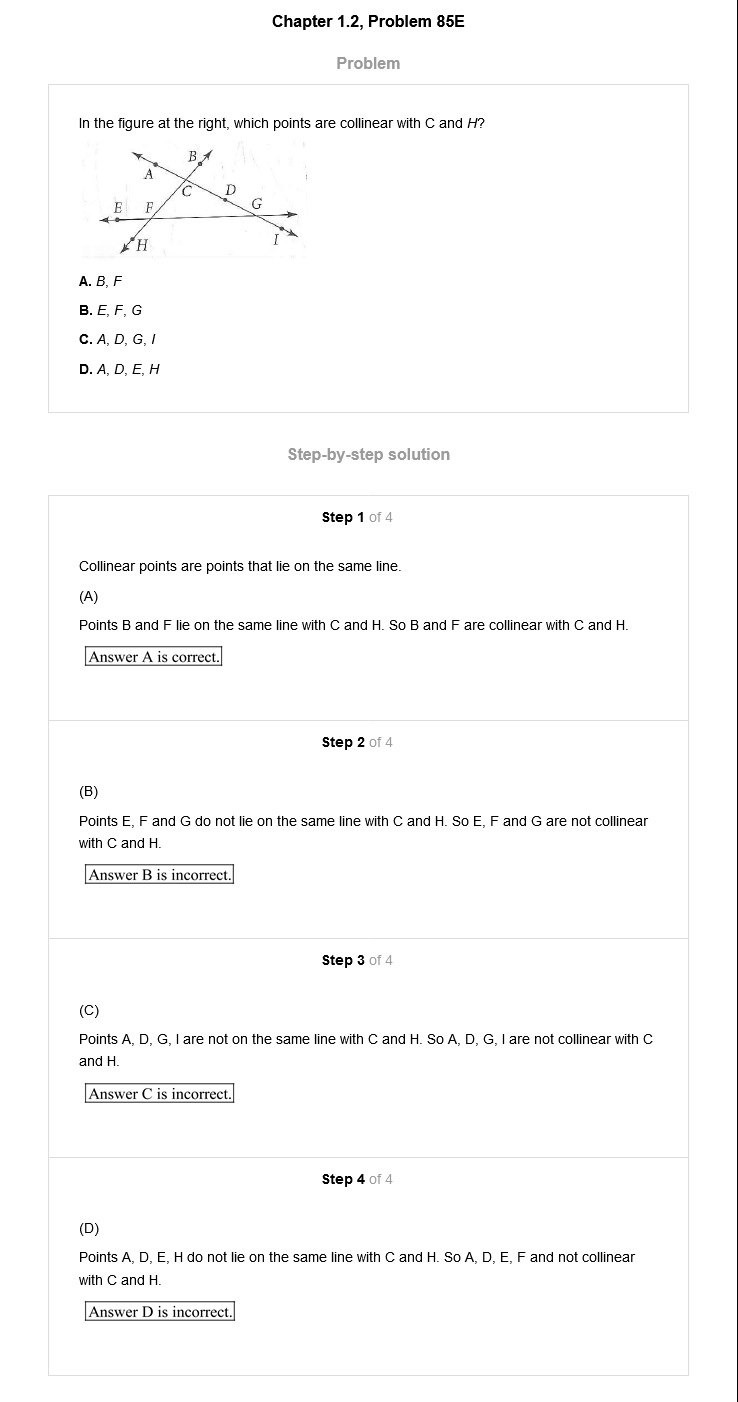 Chapter 1.2, Problem 85E
Problem
In the figure at the right, which points are collinear with C and H?
B
A
C
D
E
F
G
H
I
A. B, F
B. E, F, G
C. A, D, G, I
D. A, D, E, H
Step-by-step solution
Step 1 of 4
Collinear points are points that lie on the same line.
(A)
Points B and F lie on the same line with C and H. So B and F are collinear with C and H.
Answer A is correct.
Step 2 of 4
(B)
Points E, F and G do not lie on the same line with C and H. So E, F and G are not collinear
with C and H.
Answer B is incorrect.
Step 3 of 4
(C)
Points A, D, G, I are not on the same line with C and H. So A, D, G, I are not collinear with C
and H.
Answer C is incorrect.
Step 4 of 4
(D)
Points A, D, E, H do not lie on the same line with C and H. So A, D, E, F and not collinear
with C and H.
Answer D is incorrect.